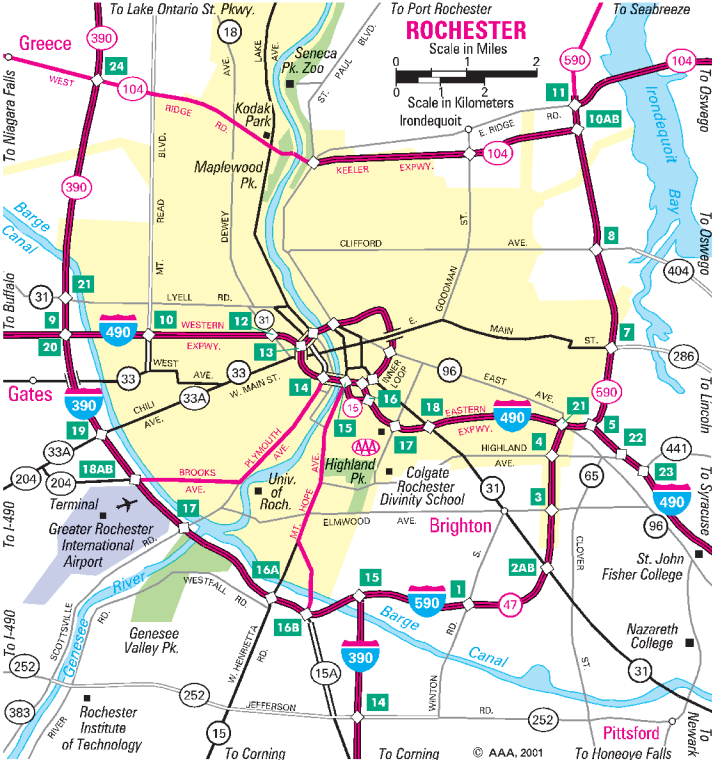 To Lake Ontario St. Pkwy.
To Port Rochester
To Seabreeze
ROCHESTER
Scale in Miles
0 1 2
0 1 2
Scale in Kilometers
390
18
LAKE AVE.
Seneca
Pk. Zoo
ST. PAUL BLVD.
590
104
Greece
24
WEST
104
RIDGE
RD.
To Niagara Falls
Kodak
Park
Irondequoit
E. RIDGE
RD.
11
10AB
To Oswego
Irondequoit
Bay
Maplewood
Pk.
KEELER
EXPWY.
104
390
Barge
Canal
MT. READ BLVD.
DEWEY AVE.
CLIFFORD
AVE.
8
404
To Oswego
ST.
GOODMAN
To Buffalo
31
21
LYELL
RD.
9
490
10
WESTERN
EXPWY.
12
31
20
13
E.
MAIN
ST.
7
286
WEST
AVE.
33
33
33A
CHILI
AVE.
W. MAIN ST.
14
INNER
LOOP
96
EAST
AVE.
590
To Lincoln
Gates
390
15
16
15
18
EASTERN
EXPWY.
490
21
5
19
33A
17
AAA
4
22
HIGHLAND
AVE.
441
23
204
204
18AB
BROOKS
AVE.
PLYMOUTH
AVE.
Univ.
of
Roch.
Highland
Pk.
Colgate
Rochester
Divinity School
31
65
490
To Syracuse
To I-490
Terminal
Greater Rochester
International
Airport
17
RD.
MT. HOPE AVE.
ELMWOOD
AVE.
Brighton
3
96
St. John
Fisher College
CLOVER
ST.
River
WESTFALL
RD.
16A
S.
2AB
15
590
1
47
RD.
Barge
Canal
To I-490
SCOTTSVILLE
RD.
Genesee
Genesee
Valley Pk.
16B
W. HENRIETTA
RD.
390
Nazareth
College
31
252
252
15A
WINTON
383
RIVER
Rochester
Institute
of Technology
JEFFERSON
RD.
14
252
Pittsford
15
To Newark
To Corning
To Corning
© AAA, 2001
To Honeoye Falls